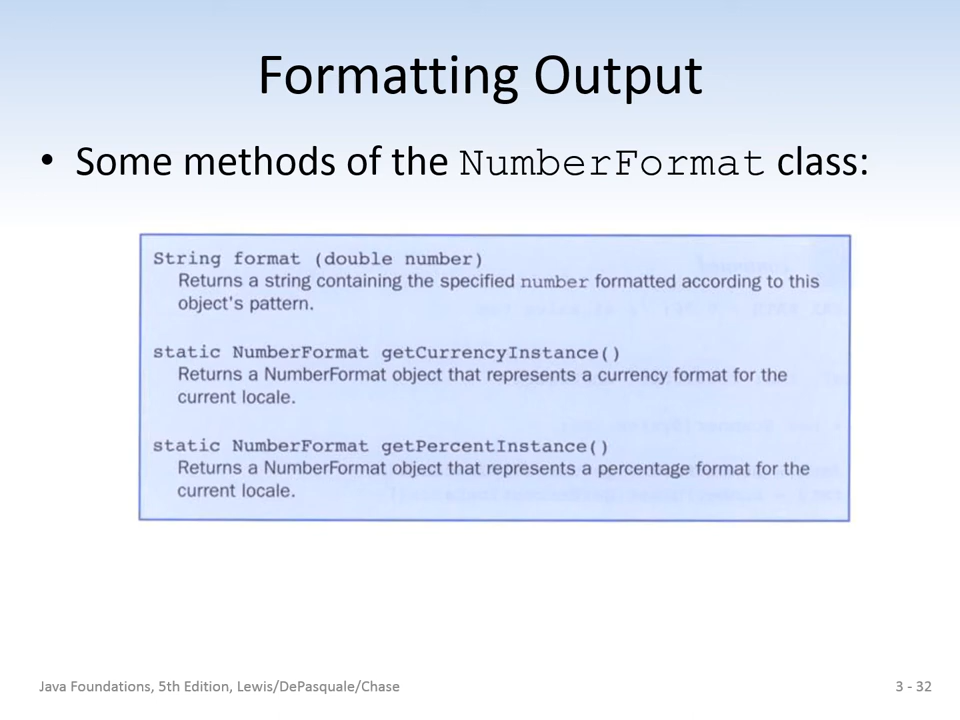 Formatting Output
• Some methods of the NumberFormat class:
String format (double number)
Returns a string containing the specified number formatted according to this
object's pattern.
static NumberFormat getCurrencyInstance()
Returns a NumberFormat object that represents a currency format for the
current locale.
static NumberFormat getPercentInstance()
Returns a NumberFormat object that represents a percentage format for the
current locale.
Java Foundations, 5th Edition, Lewis/DePasquale/Chase
3 - 32